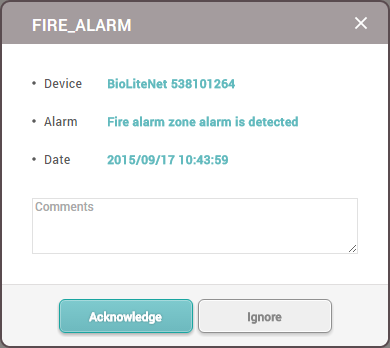 FIRE_ALARM
• Device BioLiteNet 538101264
• Alarm Fire alarm zone alarm is detected
• Date 2015/09/17 10:43:59
Comments
Acknowledge Ignore